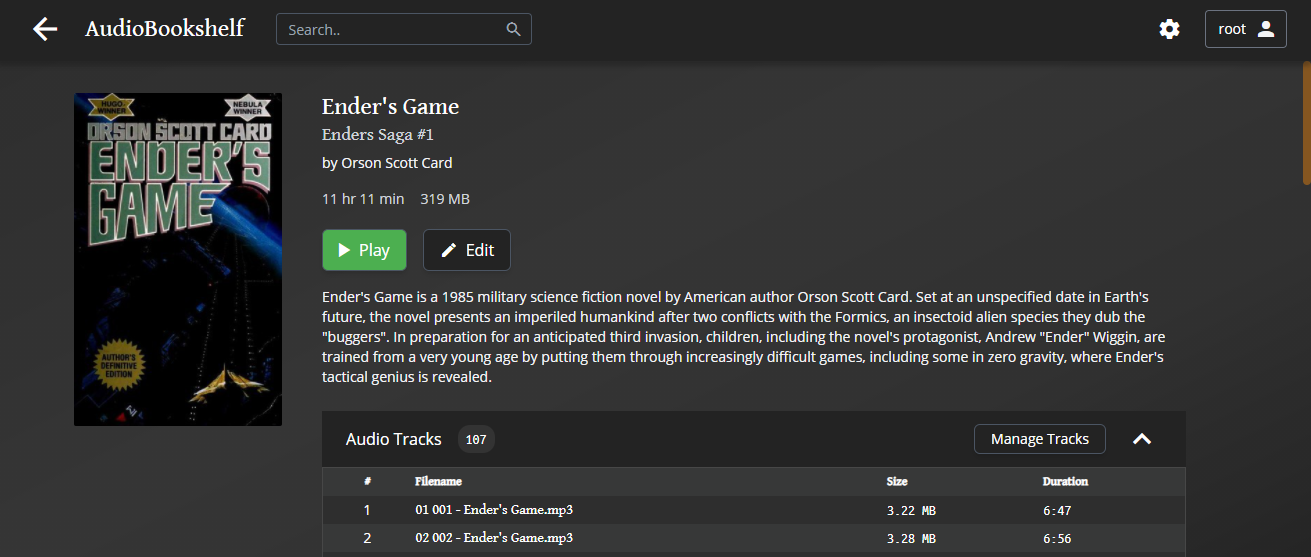 AudioBookshelf
Search..
root
HUGO
WINNER
NEBULA
WINNER
ORSON SCOTT CARD
ENDER'S
GAME
AUTHOR'S
DEFINITIVE
EDITION
Ender's Game
Enders Saga #1
by Orson Scott Card
11 hr 11 min 319 MB
Play Edit
Ender's Game is a 1985 military science fiction novel by American author Orson Scott Card. Set at an unspecified date in Earth's
future, the novel presents an imperiled humankind after two conflicts with the Formics, an insectoid alien species they dub the
"buggers". In preparation for an anticipated third invasion, children, including the novel's protagonist, Andrew "Ender" Wiggin, are
trained from a very young age by putting them through increasingly difficult games, including some in zero gravity, where Ender's
tactical genius is revealed.
Audio Tracks 107 Manage Tracks
# Filename Size Duration
1 01 001 - Ender's Game.mp3 3.22 MB 6:47
2 02 002 - Ender's Game.mp3 3.28 MB 6:56